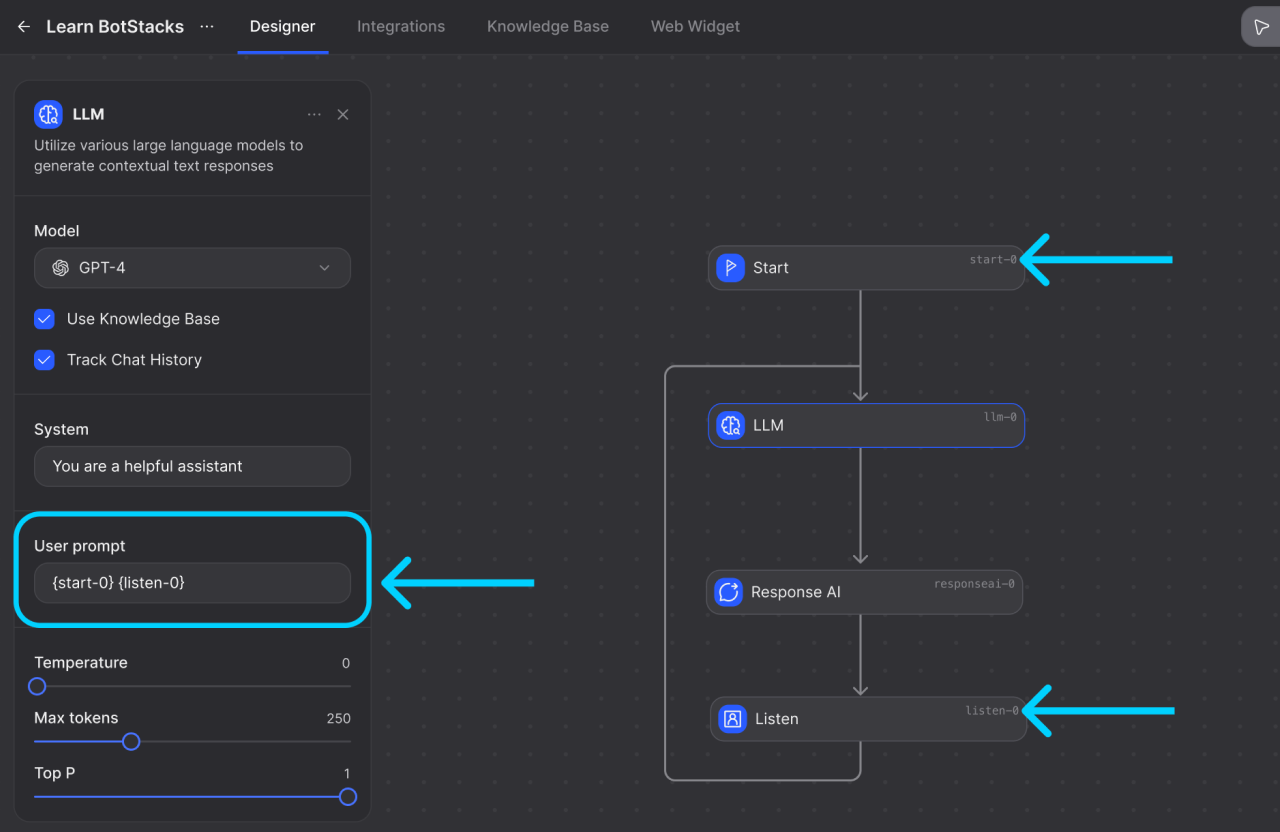 Learn BotStacks
Designer
Integrations
Knowledge Base
Web Widget
LLM
Utilize various large language models to
generate contextual text responses
Model
GPT-4
Use Knowledge Base
Track Chat History
System
You are a helpful assistant
User prompt
{start-0} {listen-0}
Temperature 0
Max tokens 250
Top P 1
Start start-0
LLM llm-0
Response AI responseai-0
Listen listen-0